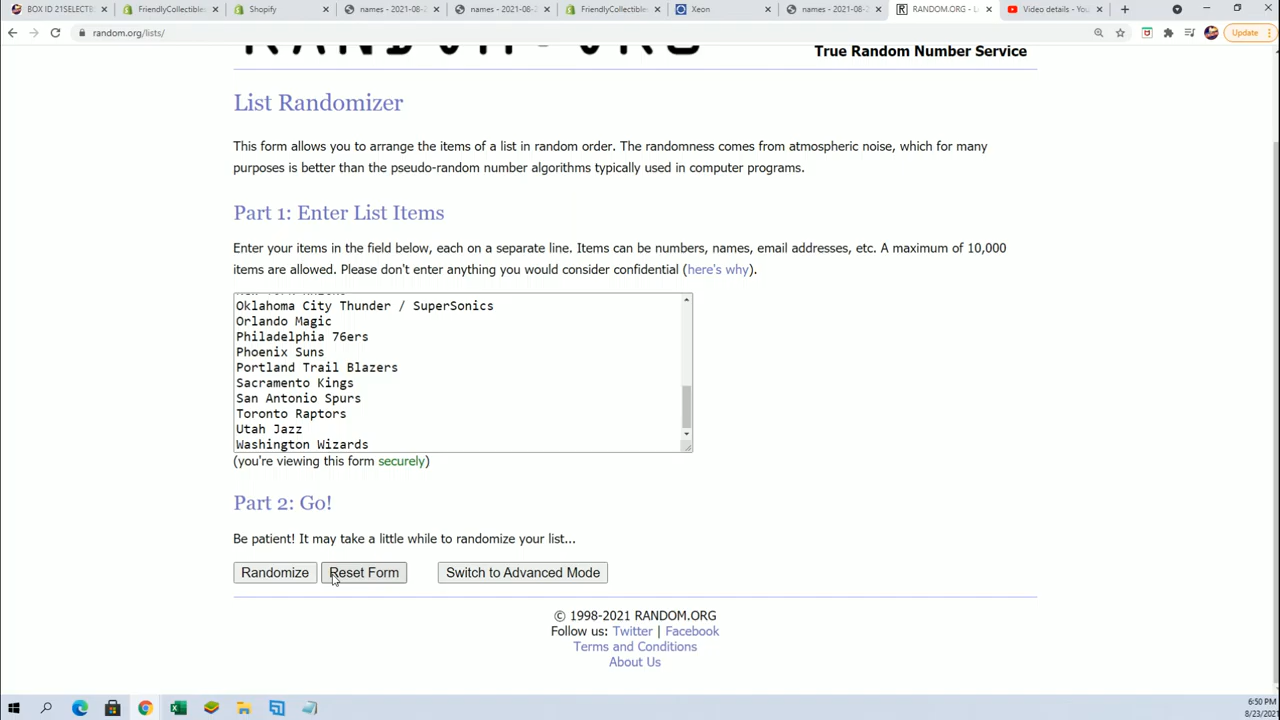 BOX ID 21SELECTB
FriendlyCollectibles
Shopify
names - 2021-08-
names - 2021-08-2
FriendlyCollectibles
Xeon
names - 2021-08-2
RANDOM.ORG - L
Video details - You
random.org/lists/
Update
RANDOM.ORG
True Random Number Service
List Randomizer
This form allows you to arrange the items of a list in random order. The randomness comes from atmospheric noise, which for many
purposes is better than the pseudo-random number algorithms typically used in computer programs.
Part 1: Enter List Items
Enter your items in the field below, each on a separate line. Items can be numbers, names, email addresses, etc. A maximum of 10,000
items are allowed. Please don't enter anything you would consider confidential (here's why).
Oklahoma City Thunder / SuperSonics
Orlando Magic
Philadelphia 76ers
Phoenix Suns
Portland Trail Blazers
Sacramento Kings
San Antonio Spurs
Toronto Raptors
Utah Jazz
Washington Wizards
(you're viewing this form securely)
Part 2: Go!
Be patient! It may take a little while to randomize your list...
Randomize
Reset Form
Switch to Advanced Mode
© 1998-2021 RANDOM.ORG
Follow us: Twitter | Facebook
Terms and Conditions
About Us
6:50 PM
8/23/2021